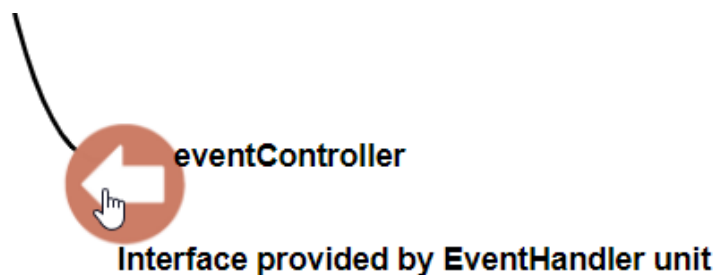 eventController
Interface provided by EventHandler unit